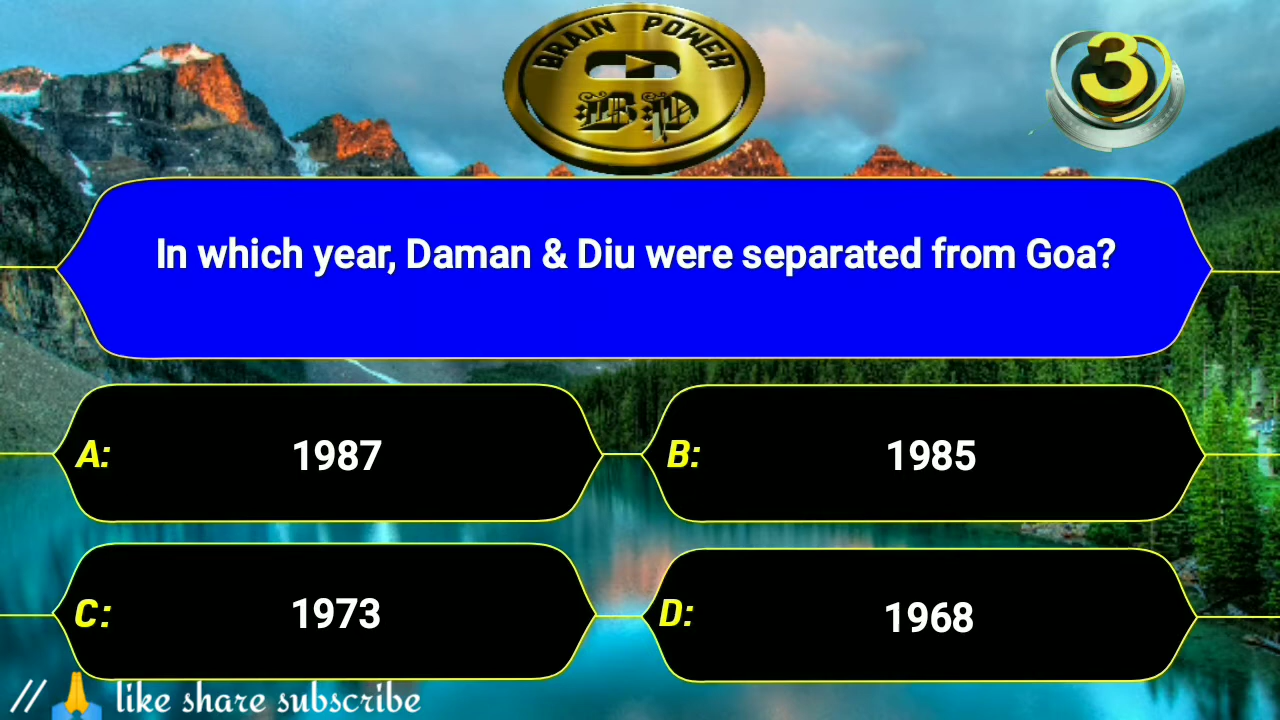 BRAIN POWER
BD
3
In which year, Daman & Diu were separated from Goa?
A: 1987
B: 1985
C: 1973
D: 1968
// 🙏 like share subscribe